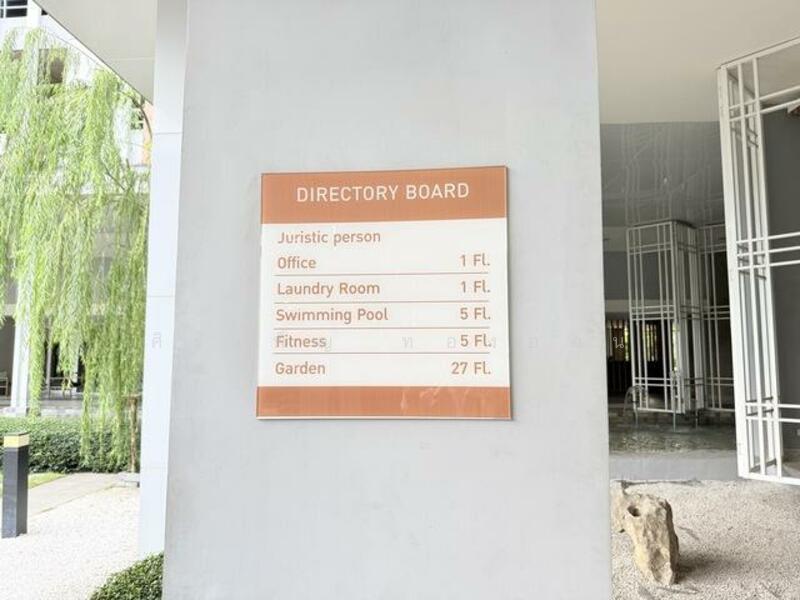 DIRECTORY BOARD
Juristic person
Office 1 Fl.
Laundry Room 1 Fl.
Swimming Pool 5 Fl.
Fitness 5 Fl.
Garden 27 Fl.